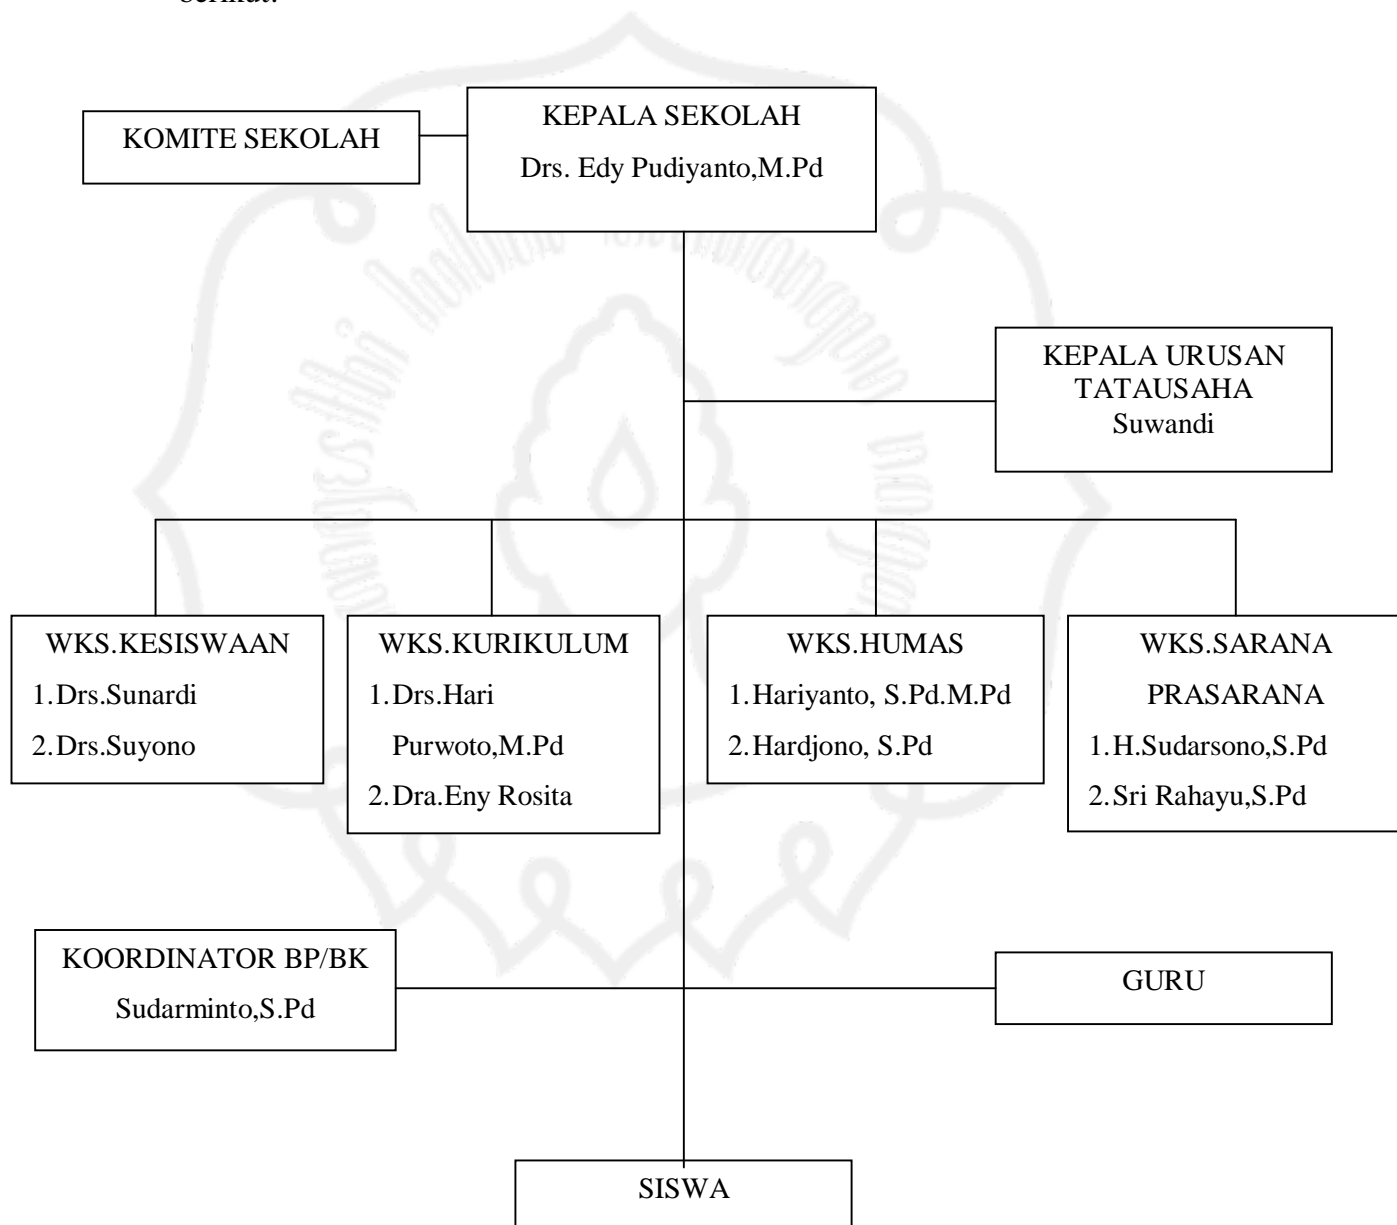 berikut:
KOMITE SEKOLAH
KEPALA SEKOLAH
Drs. Edy Pudiyanto,M.Pd
KEPALA URUSAN
TATAUSAHA
Suwandi
WKS.KESISWAAN
1.Drs.Sunardi
2.Drs.Suyono
WKS.KURIKULUM
1.Drs.Hari
Purwoto,M.Pd
2.Dra.Eny Rosita
WKS.HUMAS
1.Hariyanto, S.Pd.M.Pd
2.Hardjono, S.Pd
WKS.SARANA
PRASARANA
1.H.Sudarsono,S.Pd
2.Sri Rahayu,S.Pd
KOORDINATOR BP/BK
Sudarminto,S.Pd
GURU
SISWA